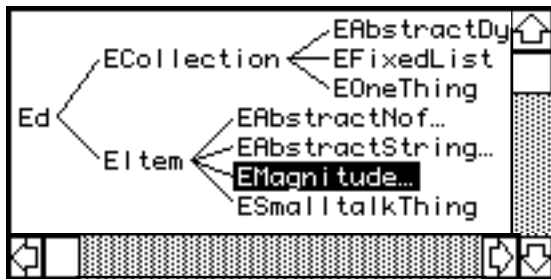 EAbstractDy
ECollection
EFixedList
EOneThing
Ed
EAbstractNof...
EItem
EAbstractString...
EMagnitude...
ESmalltalkThing